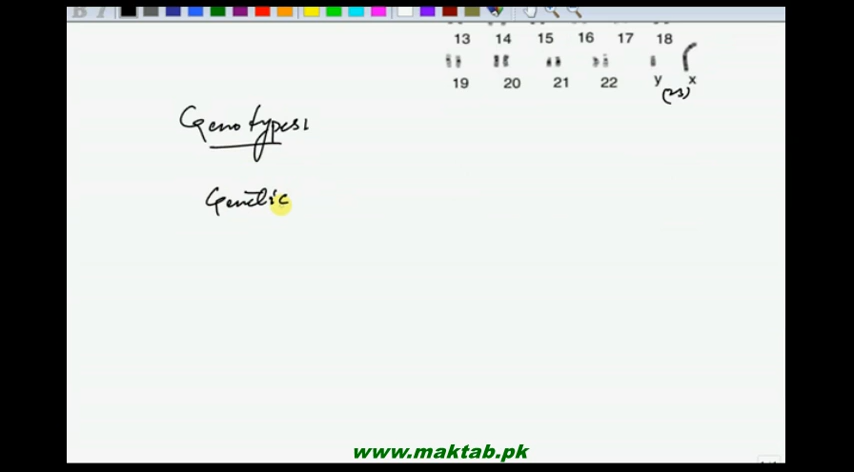 B I T
13 14 15 16 17 18
19 20 21 22 y x
(23)
Genotypes:
Genetic
www.maktab.pk